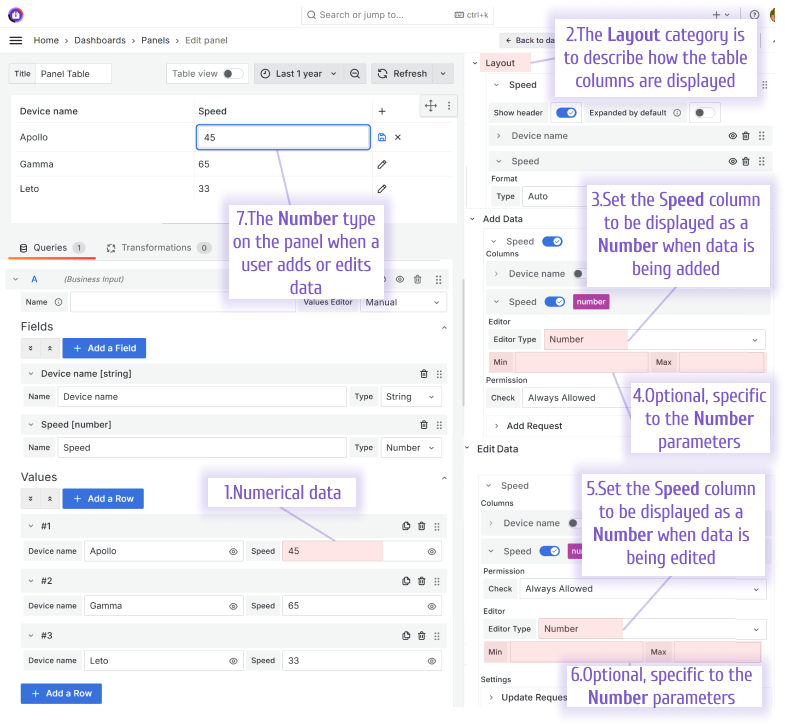 Search or jump to...
ctrl+k
Home › Dashboards › Panels › Edit panel
Back to da
Title Panel Table
Table view
Last 1 year
Refresh
Device name Speed +
Apollo 45
Gamma 65
Leto 33
7.The Number type
on the panel when a
user adds or edits
data
Queries 1
Transformations 0
A (Business Input)
Name
Values Editor Manual
Fields
+ Add a Field
Device name [string]
Name Device name Type String
Speed [number]
Name Speed Type Number
Values
+ Add a Row
1.Numerical data
#1
Device name Apollo Speed 45
#2
Device name Gamma Speed 65
#3
Device name Leto Speed 33
+ Add a Row
2.The Layout category is
to describe how the table
columns are displayed
Layout
Speed
Show header Expanded by default
Device name
Speed
Format
Type Auto
3.Set the Speed column
to be displayed as a
Number when data is
being added
Add Data
Speed
Columns
Device name
Speed number
Editor
Editor Type Number
Min Max
Permission
Check Always Allowed
4.Optional, specific
to the Number
parameters
Add Request
Edit Data
Speed
5.Set the Speed column
to be displayed as a
Number when data is
being edited
Columns
Device name
Speed nu
Permission
Check Always Allowed
Editor
Editor Type Number
Min Max
6.Optional, specific to the
Number parameters
Settings
Update Reques